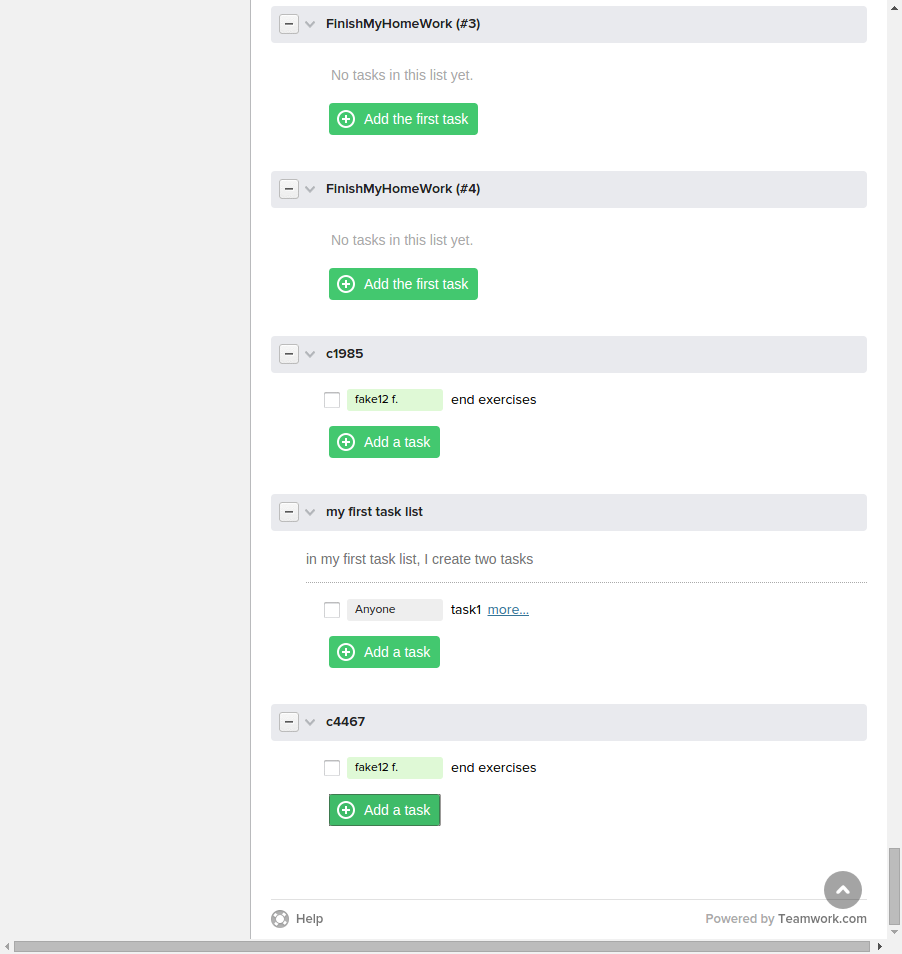 FinishMyHomeWork (#3)
No tasks in this list yet.
Add the first task
FinishMyHomeWork (#4)
No tasks in this list yet.
Add the first task
c1985
fake12 f. end exercises
Add a task
my first task list
in my first task list, I create two tasks
Anyone task1 more...
Add a task
c4467
fake12 f. end exercises
Add a task
Help Powered by Teamwork.com